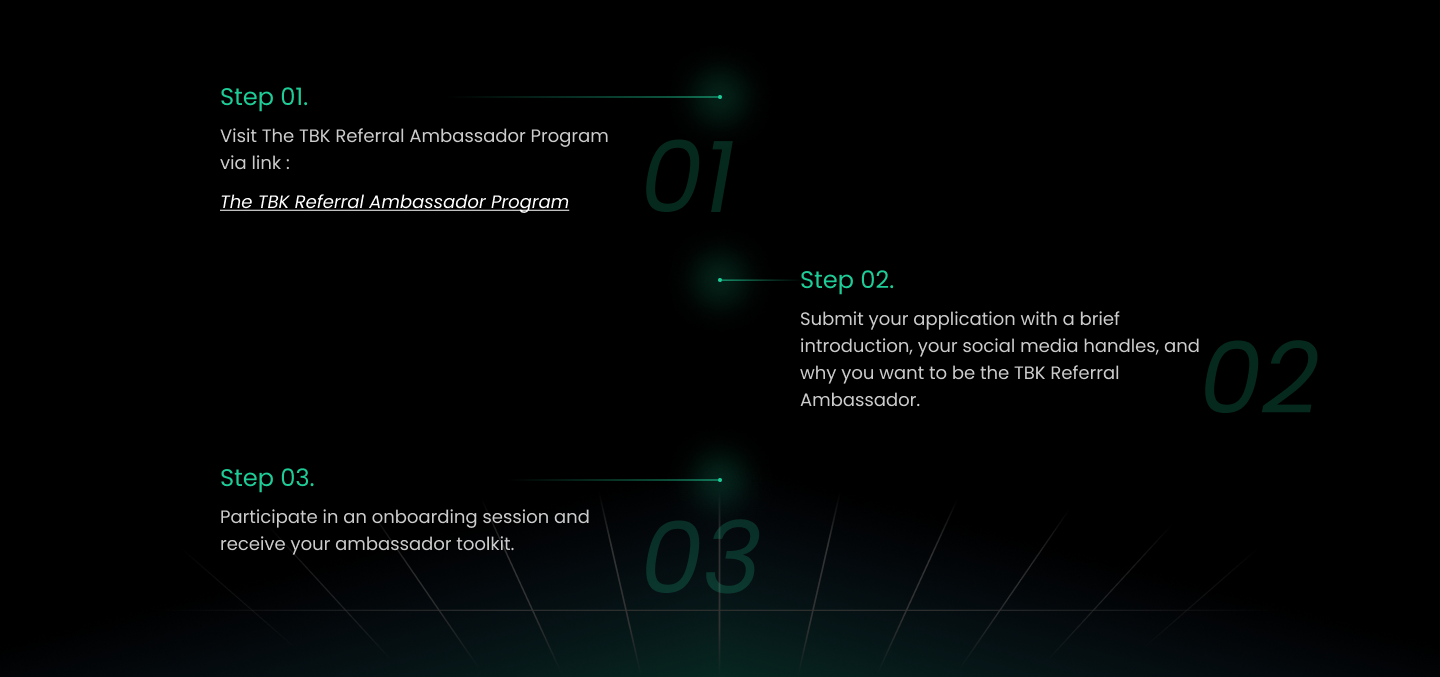 Step 01.
Visit The TBK Referral Ambassador Program
via link :
The TBK Referral Ambassador Program
01
Step 02.
Submit your application with a brief
introduction, your social media handles, and
why you want to be the TBK Referral
Ambassador.
02
Step 03.
Participate in an onboarding session and
receive your ambassador toolkit.
03